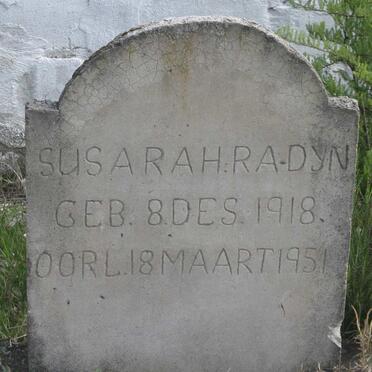 SUSARAH.RA-DYN
GEB. 8.DES. 1918.
OORL.18 MAART 1951